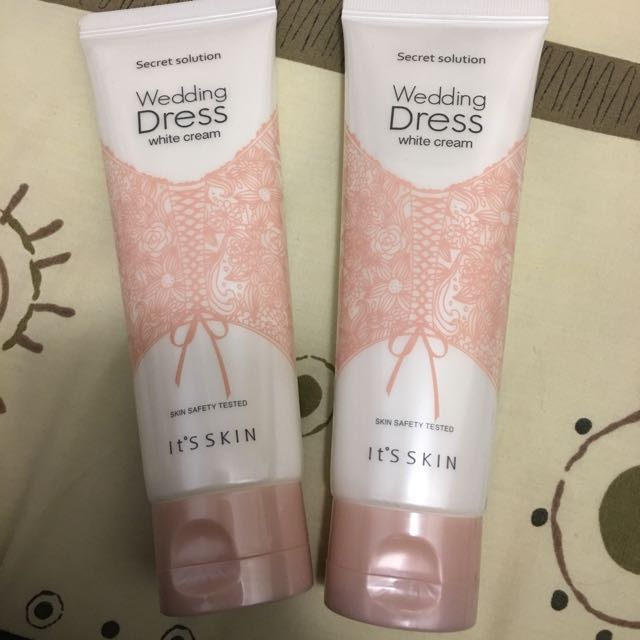 Secret solution
Wedding
Dress
white cream
SKIN SAFETY TESTED
It'S SKIN
Secret solution
Wedding
Dress
white cream
SKIN SAFETY TESTED
It'S SKIN